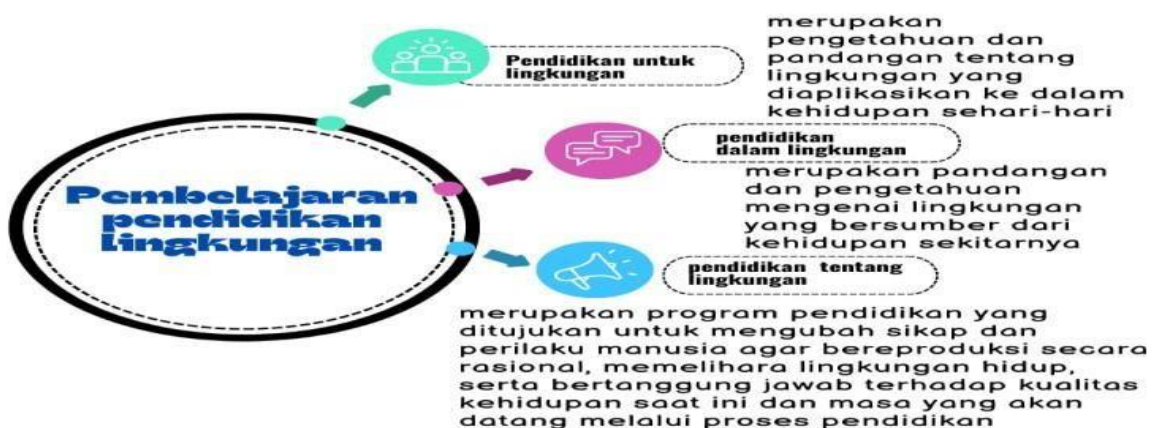 Pembelajaran
pendidikan
lingkungan
Pendidikan untuk
lingkungan
merupakan
pengetahuan dan
pandangan tentang
lingkungan yang
diaplikasikan ke dalam
kehidupan sehari-hari
pendidikan
dalam lingkungan
merupakan pandangan
dan pengetahuan
mengenai lingkungan
yang bersumber dari
kehidupan sekitarnya
pendidikan tentang
lingkungan
merupakan program pendidikan yang
ditujukan untuk mengubah sikap dan
perilaku manusia agar bereproduksi secara
rasional, memelihara lingkungan hidup,
serta bertanggung jawab terhadap kualitas
kehidupan saat ini dan masa yang akan
datang melalui proses pendidikan